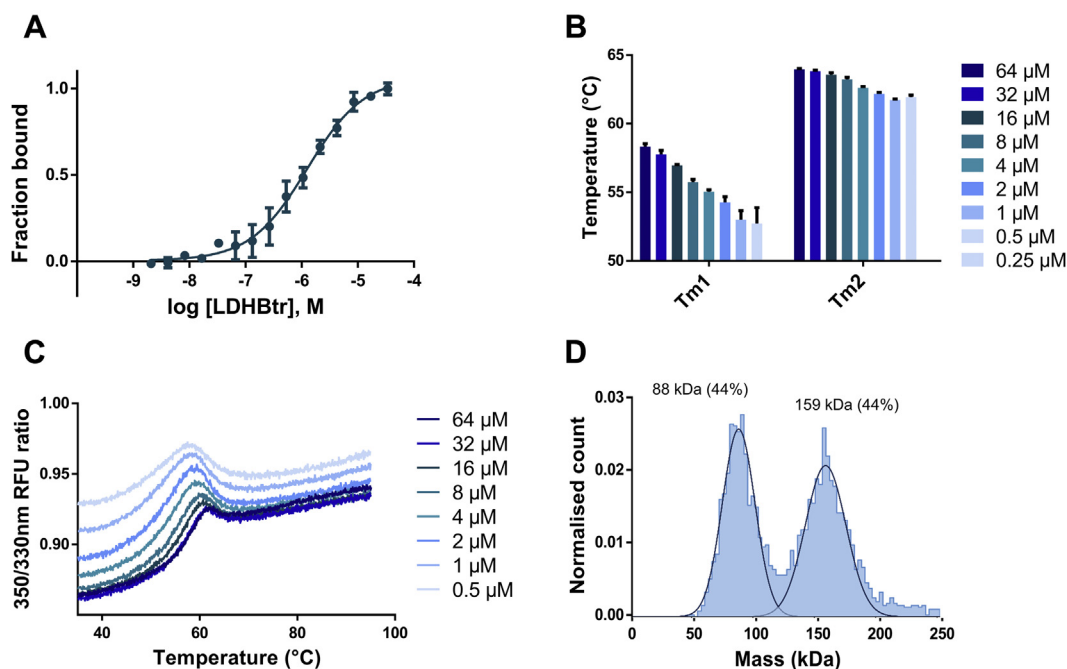 A
Fraction bound
1.0
0.5
0.0
-9
-8
-7
-6
-5
-4
log [LDHBtr], M
B
Temperature (°C)
65
60
55
50
Tm1
Tm2
64 µM
32 µM
16 µM
8 µM
4 µM
2 µM
1 µM
0.5 µM
0.25 µM
C
350/330nm RFU ratio
1.00
0.95
0.90
40
60
80
100
Temperature (°C)
64 µM
32 µM
16 µM
8 µM
4 µM
2 µM
1 µM
0.5 µM
D
88 kDa (44%)
159 kDa (44%)
Normalised count
0.03
0.02
0.01
0.00
0
50
100
150
200
250
Mass (kDa)